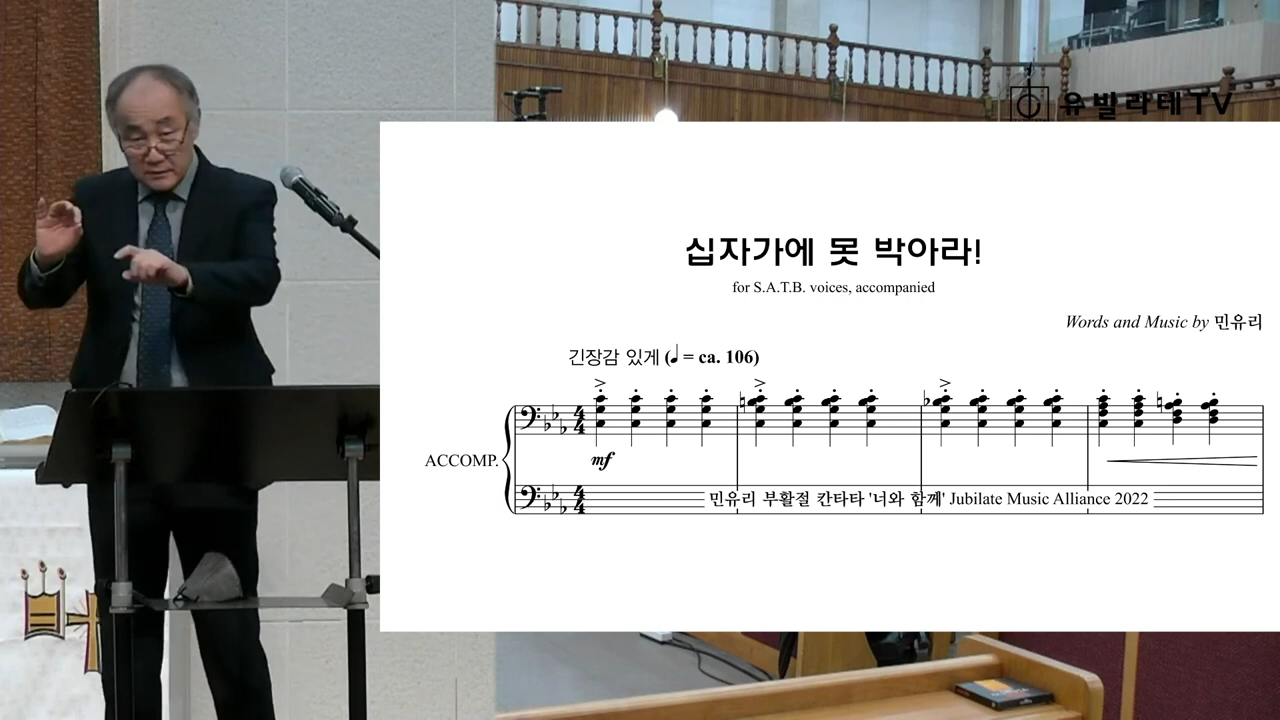 유빌라테TV
십자가에 못 박아라!
for S.A.T.B. voices, accompanied
Words and Music by 민유리
긴장감 있게 (♩ = ca. 106)
ACCOMP.
mf
민유리 부활절 칸타타 '너와 함께' Jubilate Music Alliance 2022